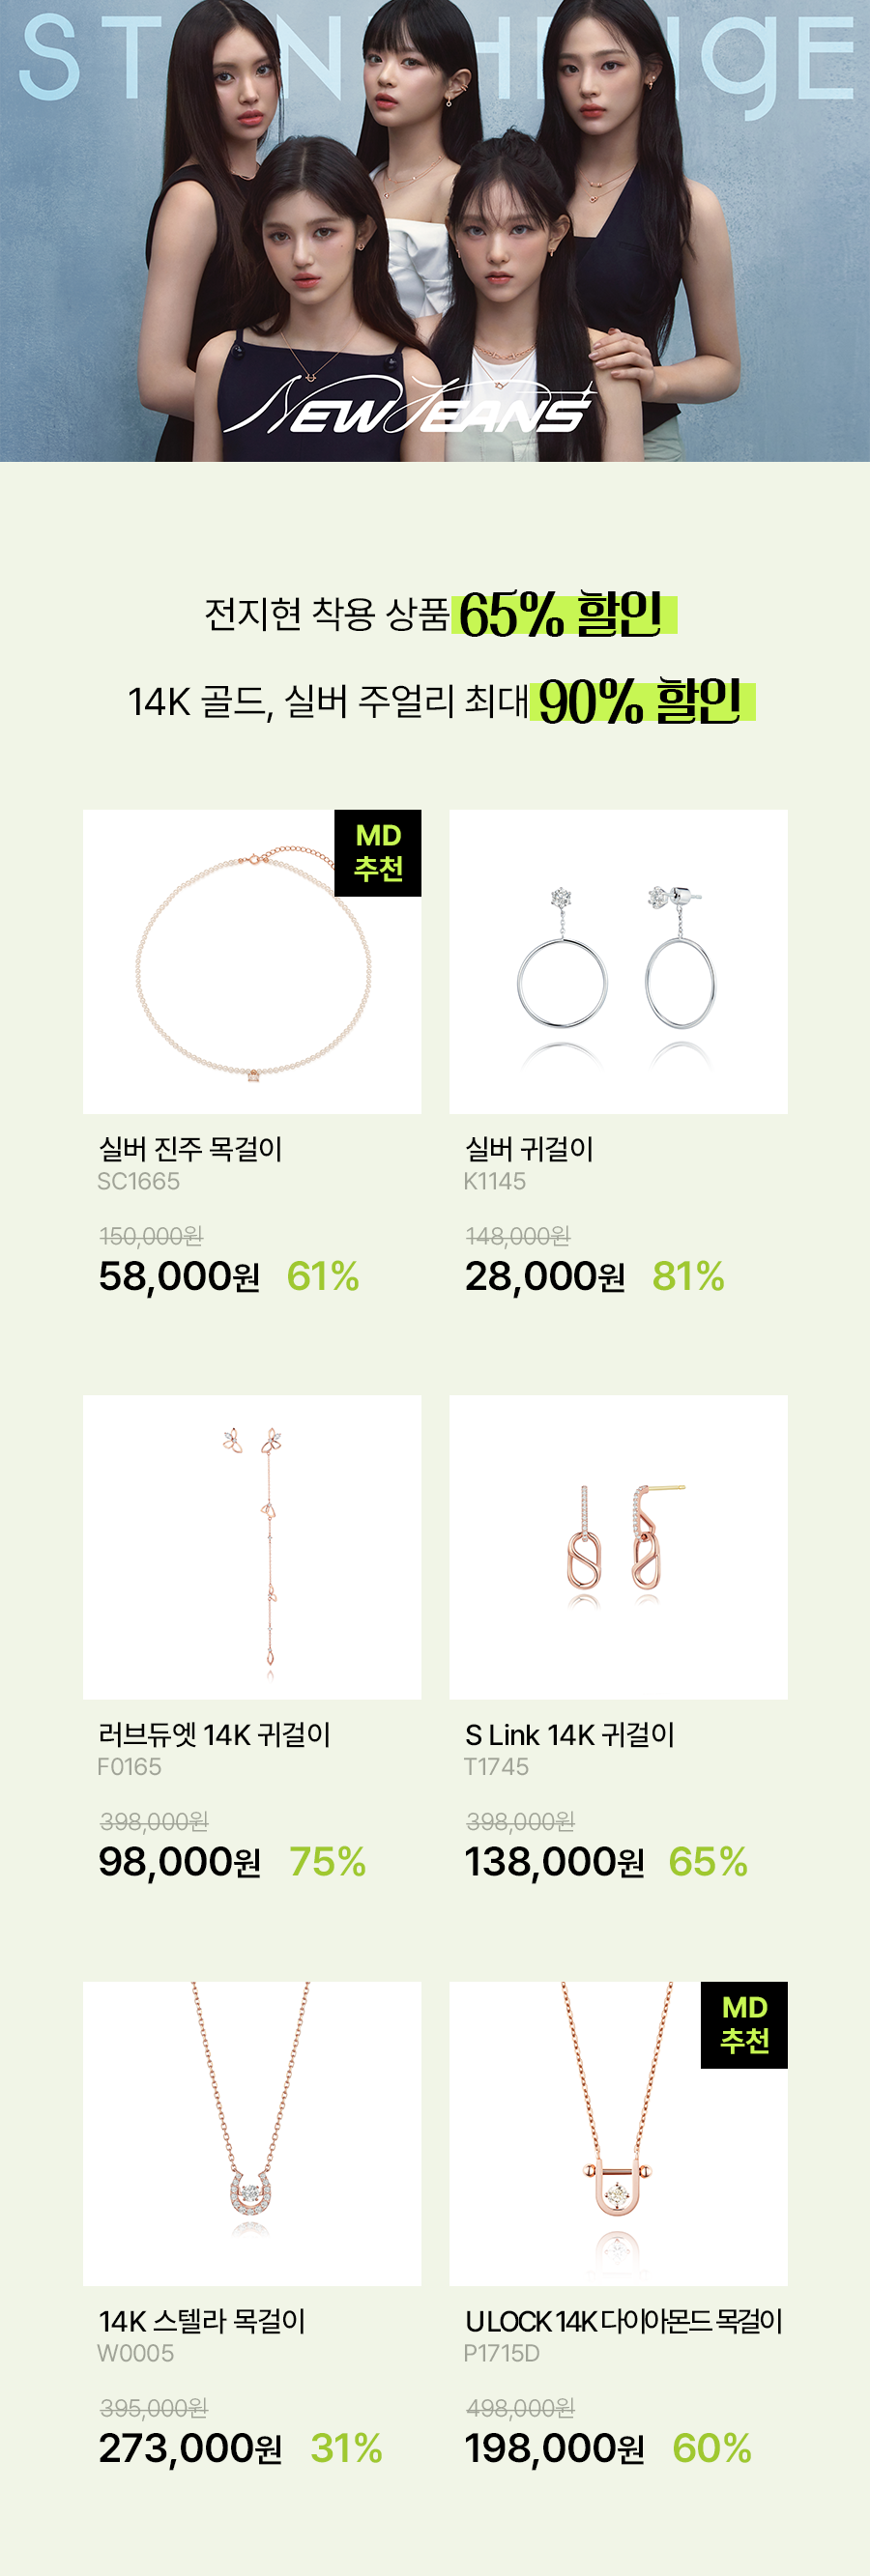 STONEHENgE
NEWJEANS
전지현 착용 상품 65% 할인
14K 골드, 실버 주얼리 최대 90% 할인
MD
추천
실버 진주 목걸이
SC1665
150,000원
58,000원 61%
실버 귀걸이
K1145
148,000원
28,000원 81%
러브듀엣 14K 귀걸이
F0165
398,000원
98,000원 75%
S Link 14K 귀걸이
T1745
398,000원
138,000원 65%
14K 스텔라 목걸이
W0005
395,000원
273,000원 31%
MD
추천
U LOCK 14K 다이아몬드 목걸이
P1715D
498,000원
198,000원 60%